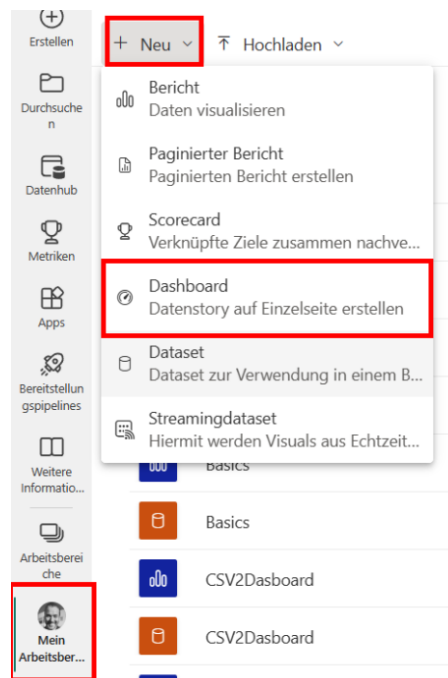 Erstellen
Durchsuche
n
Datenhub
Metriken
Apps
Bereitstellun
gspipelines
Weitere
Informatio...
Arbeitsberei
che
Mein
Arbeitsber...
+ Neu
Hochladen
Bericht
Daten visualisieren
Paginierter Bericht
Paginierten Bericht erstellen
Scorecard
Verknüpfte Ziele zusammen nachve...
Dashboard
Datenstory auf Einzelseite erstellen
Dataset
Dataset zur Verwendung in einem B...
Streamingdataset
Hiermit werden Visuals aus Echtzeit...
Basics
Basics
CSV2Dasboard
CSV2Dasboard